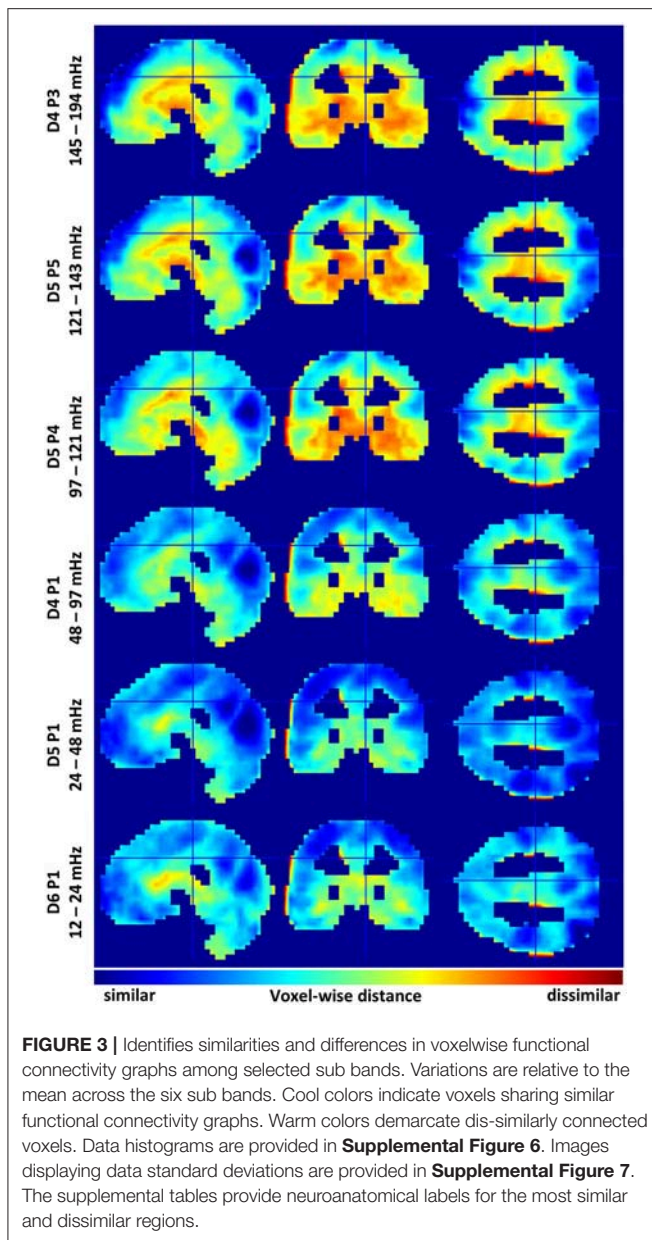 D4 P3
145 – 194 mHz
D5 P5
121 – 143 mHz
D5 P4
97 – 121 mHz
D4 P1
48 – 97 mHz
D5 P1
24 – 48 mHz
D6 P1
12 – 24 mHz
similar Voxel-wise distance dissimilar
FIGURE 3 | Identifies similarities and differences in voxelwise functional
connectivity graphs among selected sub bands. Variations are relative to the
mean across the six sub bands. Cool colors indicate voxels sharing similar
functional connectivity graphs. Warm colors demarcate dis-similarly connected
voxels. Data histograms are provided in Supplemental Figure 6. Images
displaying data standard deviations are provided in Supplemental Figure 7.
The supplemental tables provide neuroanatomical labels for the most similar
and dissimilar regions.